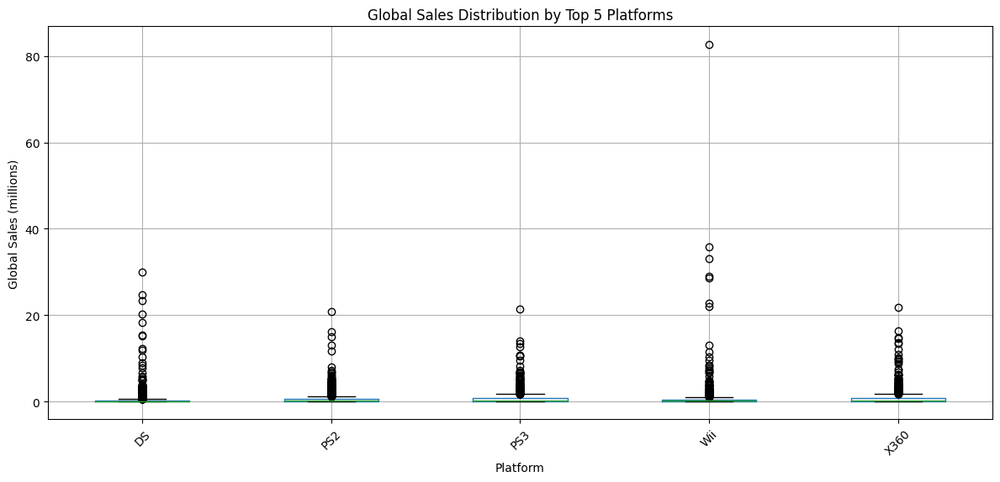 Global Sales Distribution by Top 5 Platforms
Global Sales (millions)
80
60
40
20
0
DS
PS2
PS3
Wii
X360
Platform